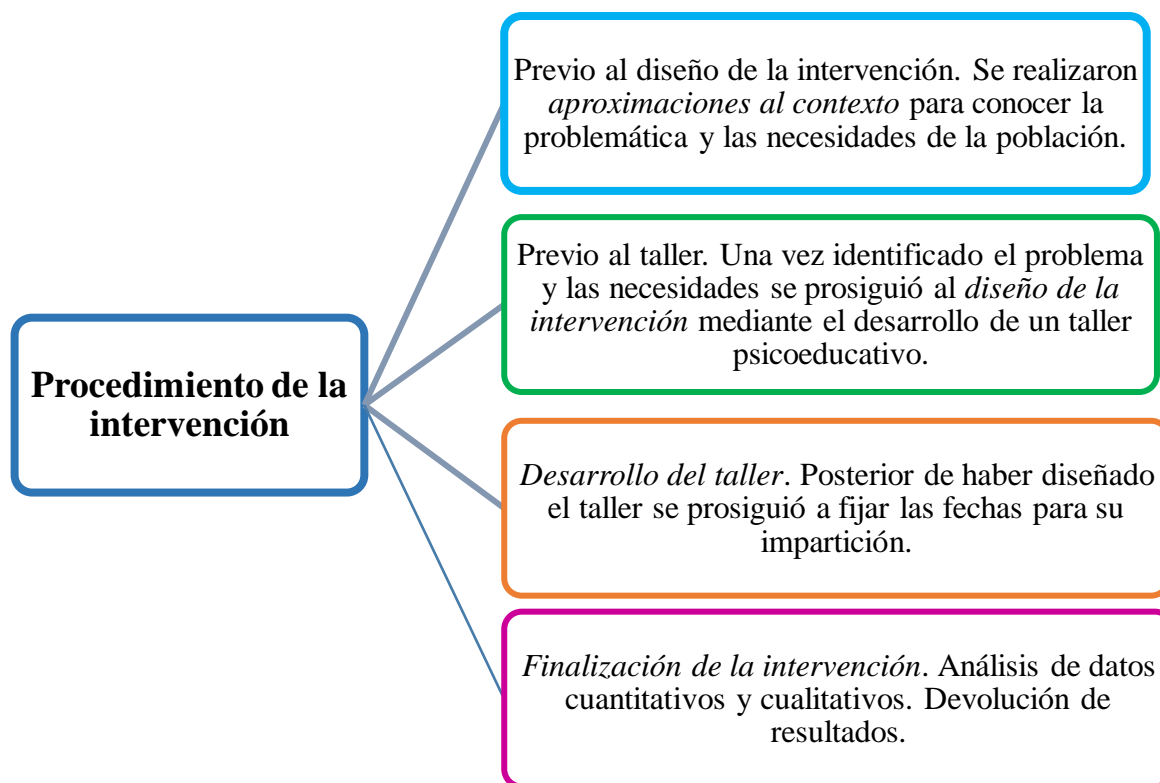 Procedimiento de la
intervención
Previo al diseño de la intervención. Se realizaron
aproximaciones al contexto para conocer la
problemática y las necesidades de la población.
Previo al taller. Una vez identificado el problema
y las necesidades se prosiguió al diseño de la
intervención mediante el desarrollo de un taller
psicoeducativo.
Desarrollo del taller. Posterior de haber diseñado
el taller se prosiguió a fijar las fechas para su
impartición.
Finalización de la intervención. Análisis de datos
cuantitativos y cualitativos. Devolución de
resultados.